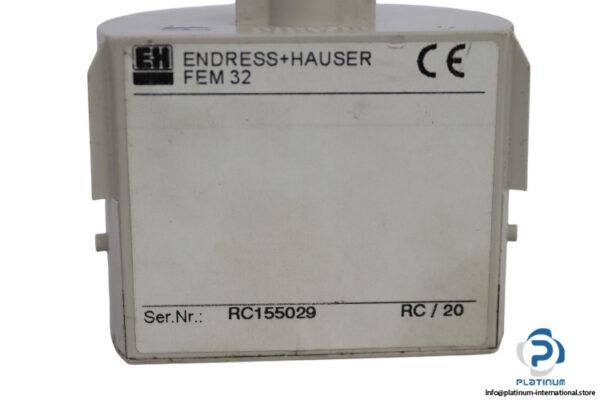 E+H ENDRESS+HAUSER CE
FEM 32
Ser.Nr.: RC155029 RC / 20
PLATINUM
Info@platinum-international.store